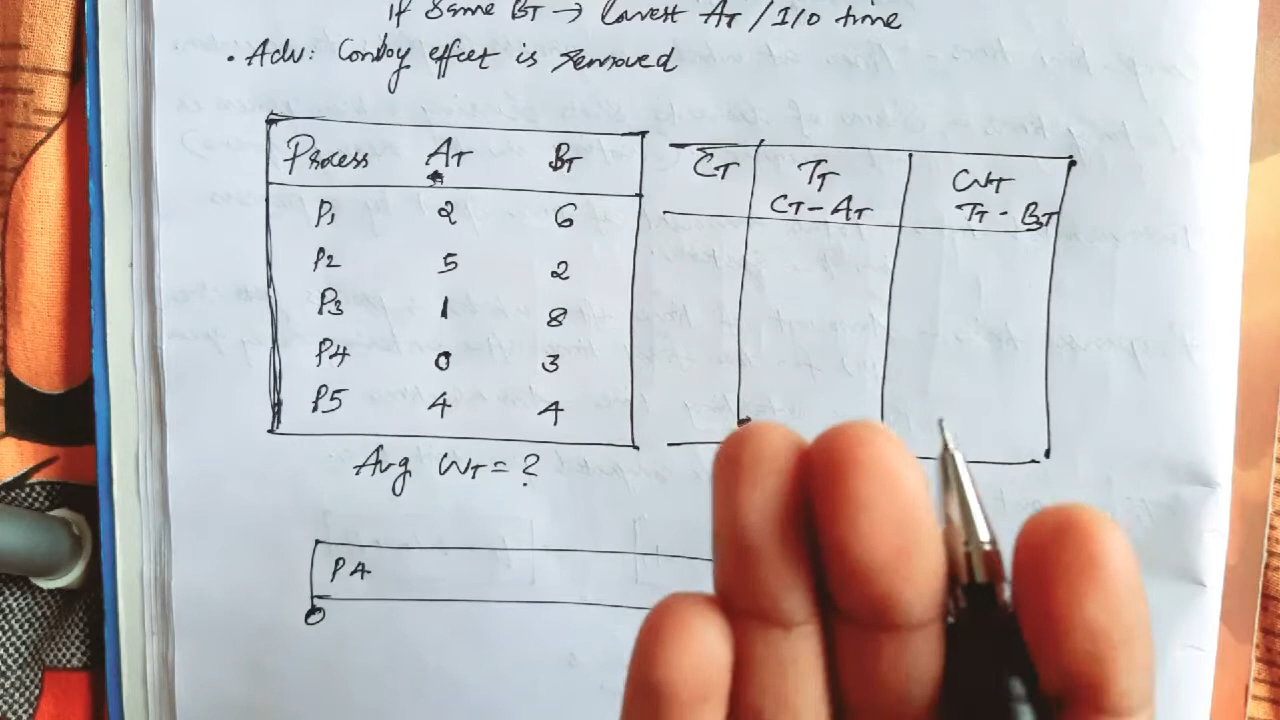 If same BT → lowest AT / I/O time
• Adv: Convoy effect is removed
Process AT BT CT TT WT
CT - AT TT - BT
P1 2 6
P2 5 2
P3 1 8
P4 0 3
P5 4 4
Avg WT = ?
P4
0